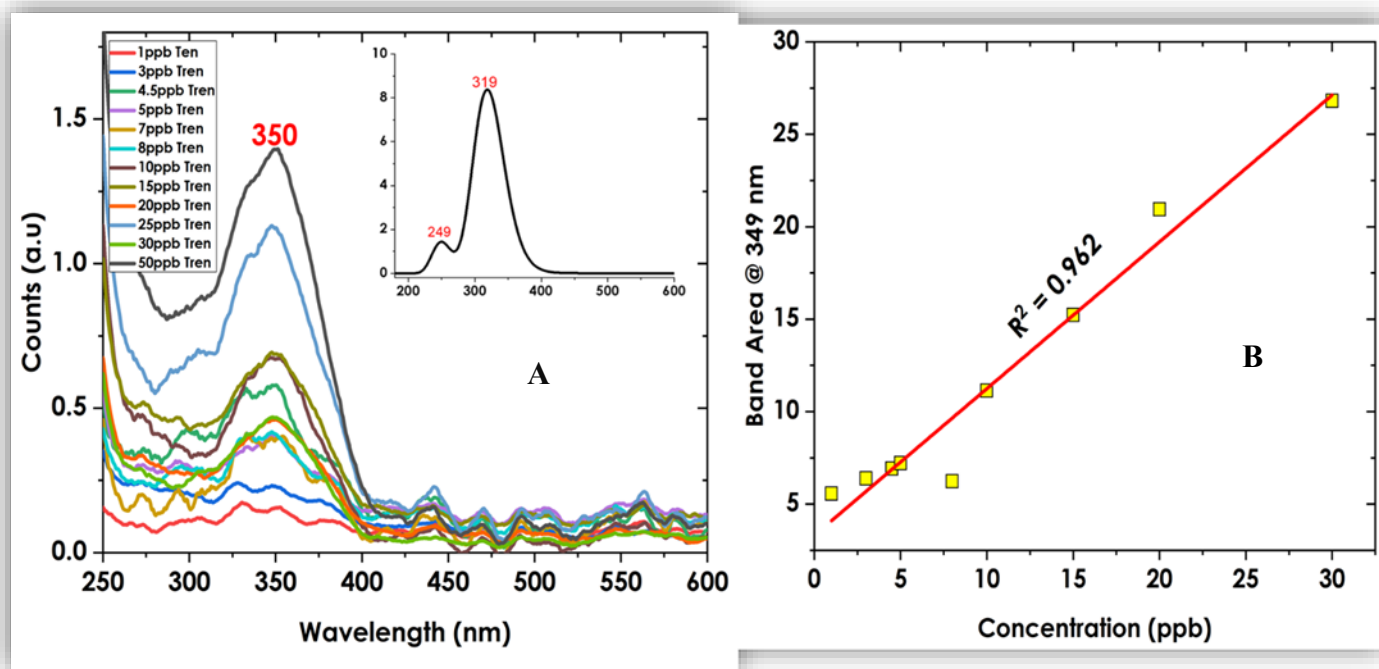 Counts (a.u)
1.5
1.0
0.5
0.0
1ppb Ten
3ppb Tren
4.5ppb Tren
5ppb Tren
7ppb Tren
8ppb Tren
10ppb Tren
15ppb Tren
20ppb Tren
25ppb Tren
30ppb Tren
50ppb Tren
350
10
8
6
4
2
0
249
319
200 300 400 500 600
A
250 300 350 400 450 500 550 600
Wavelength (nm)
Band Area @ 349 nm
30
25
20
15
10
5
R² = 0.962
B
0 5 10 15 20 25 30
Concentration (ppb)